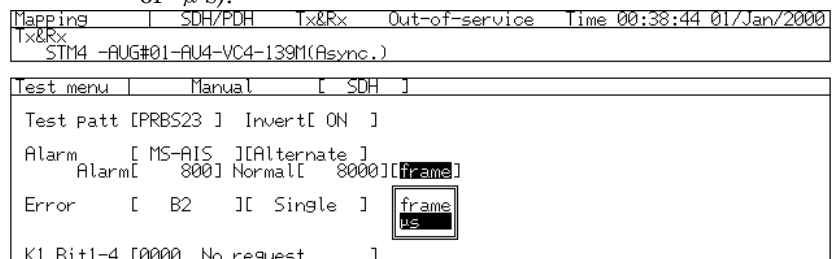 or μs).
Mapping | SDH/PDH Tx&Rx Out-of-service Time 00:38:44 01/Jan/2000
Tx&Rx
STM4 -AUG#01-AU4-VC4-139M(Async.)
Test menu | Manual [ SDH ]
Test patt [PRBS23 ] Invert[ ON ]
Alarm [ MS-AIS ][Alternate ]
Alarm[ 800] Normal[ 8000][frame]
Error [ B2 ][ Single ] frame
μs
K1 Bit1-4 [0000 No request ]